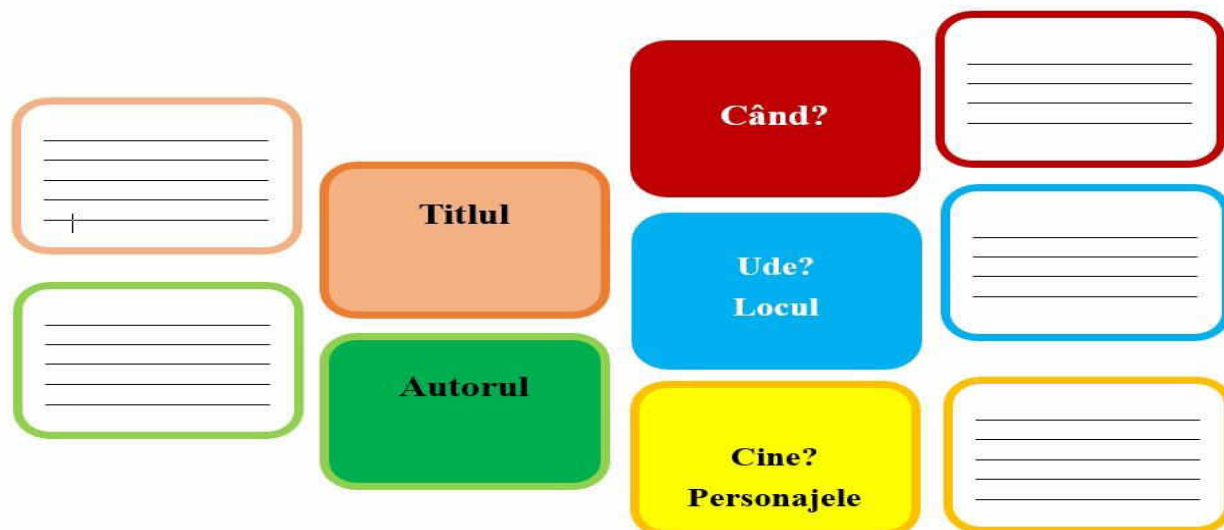 Titlul
Autorul
Când?
Ude?
Locul
Cine?
Personajele